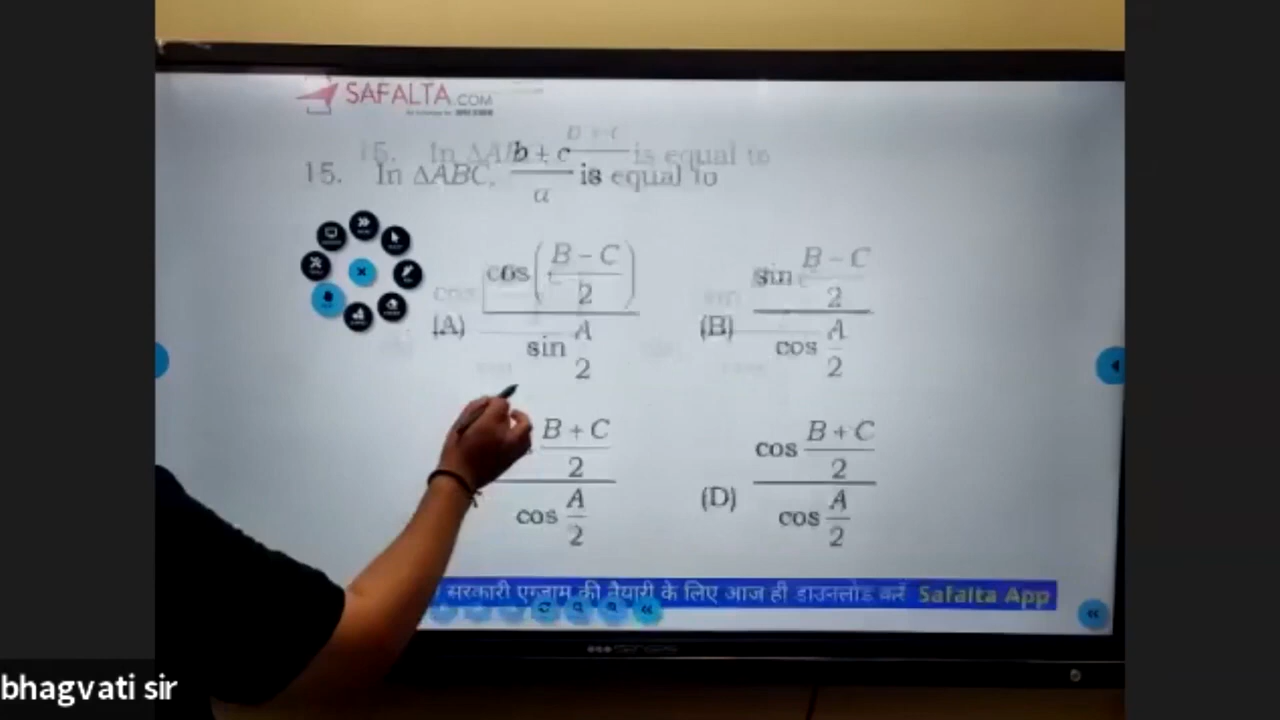 SAFALTA.COM
15. In ΔABC, b + c / a is equal to
(A) cos(B − C / 2) / sin A / 2
(B) sin B − C / 2 / cos A / 2
B + C / 2 / cos A / 2
(D) cos B + C / 2 / cos A / 2
सरकारी एग्जाम की तैयारी के लिए आज ही डाउनलोड करें Safalta App
bhagvati sir